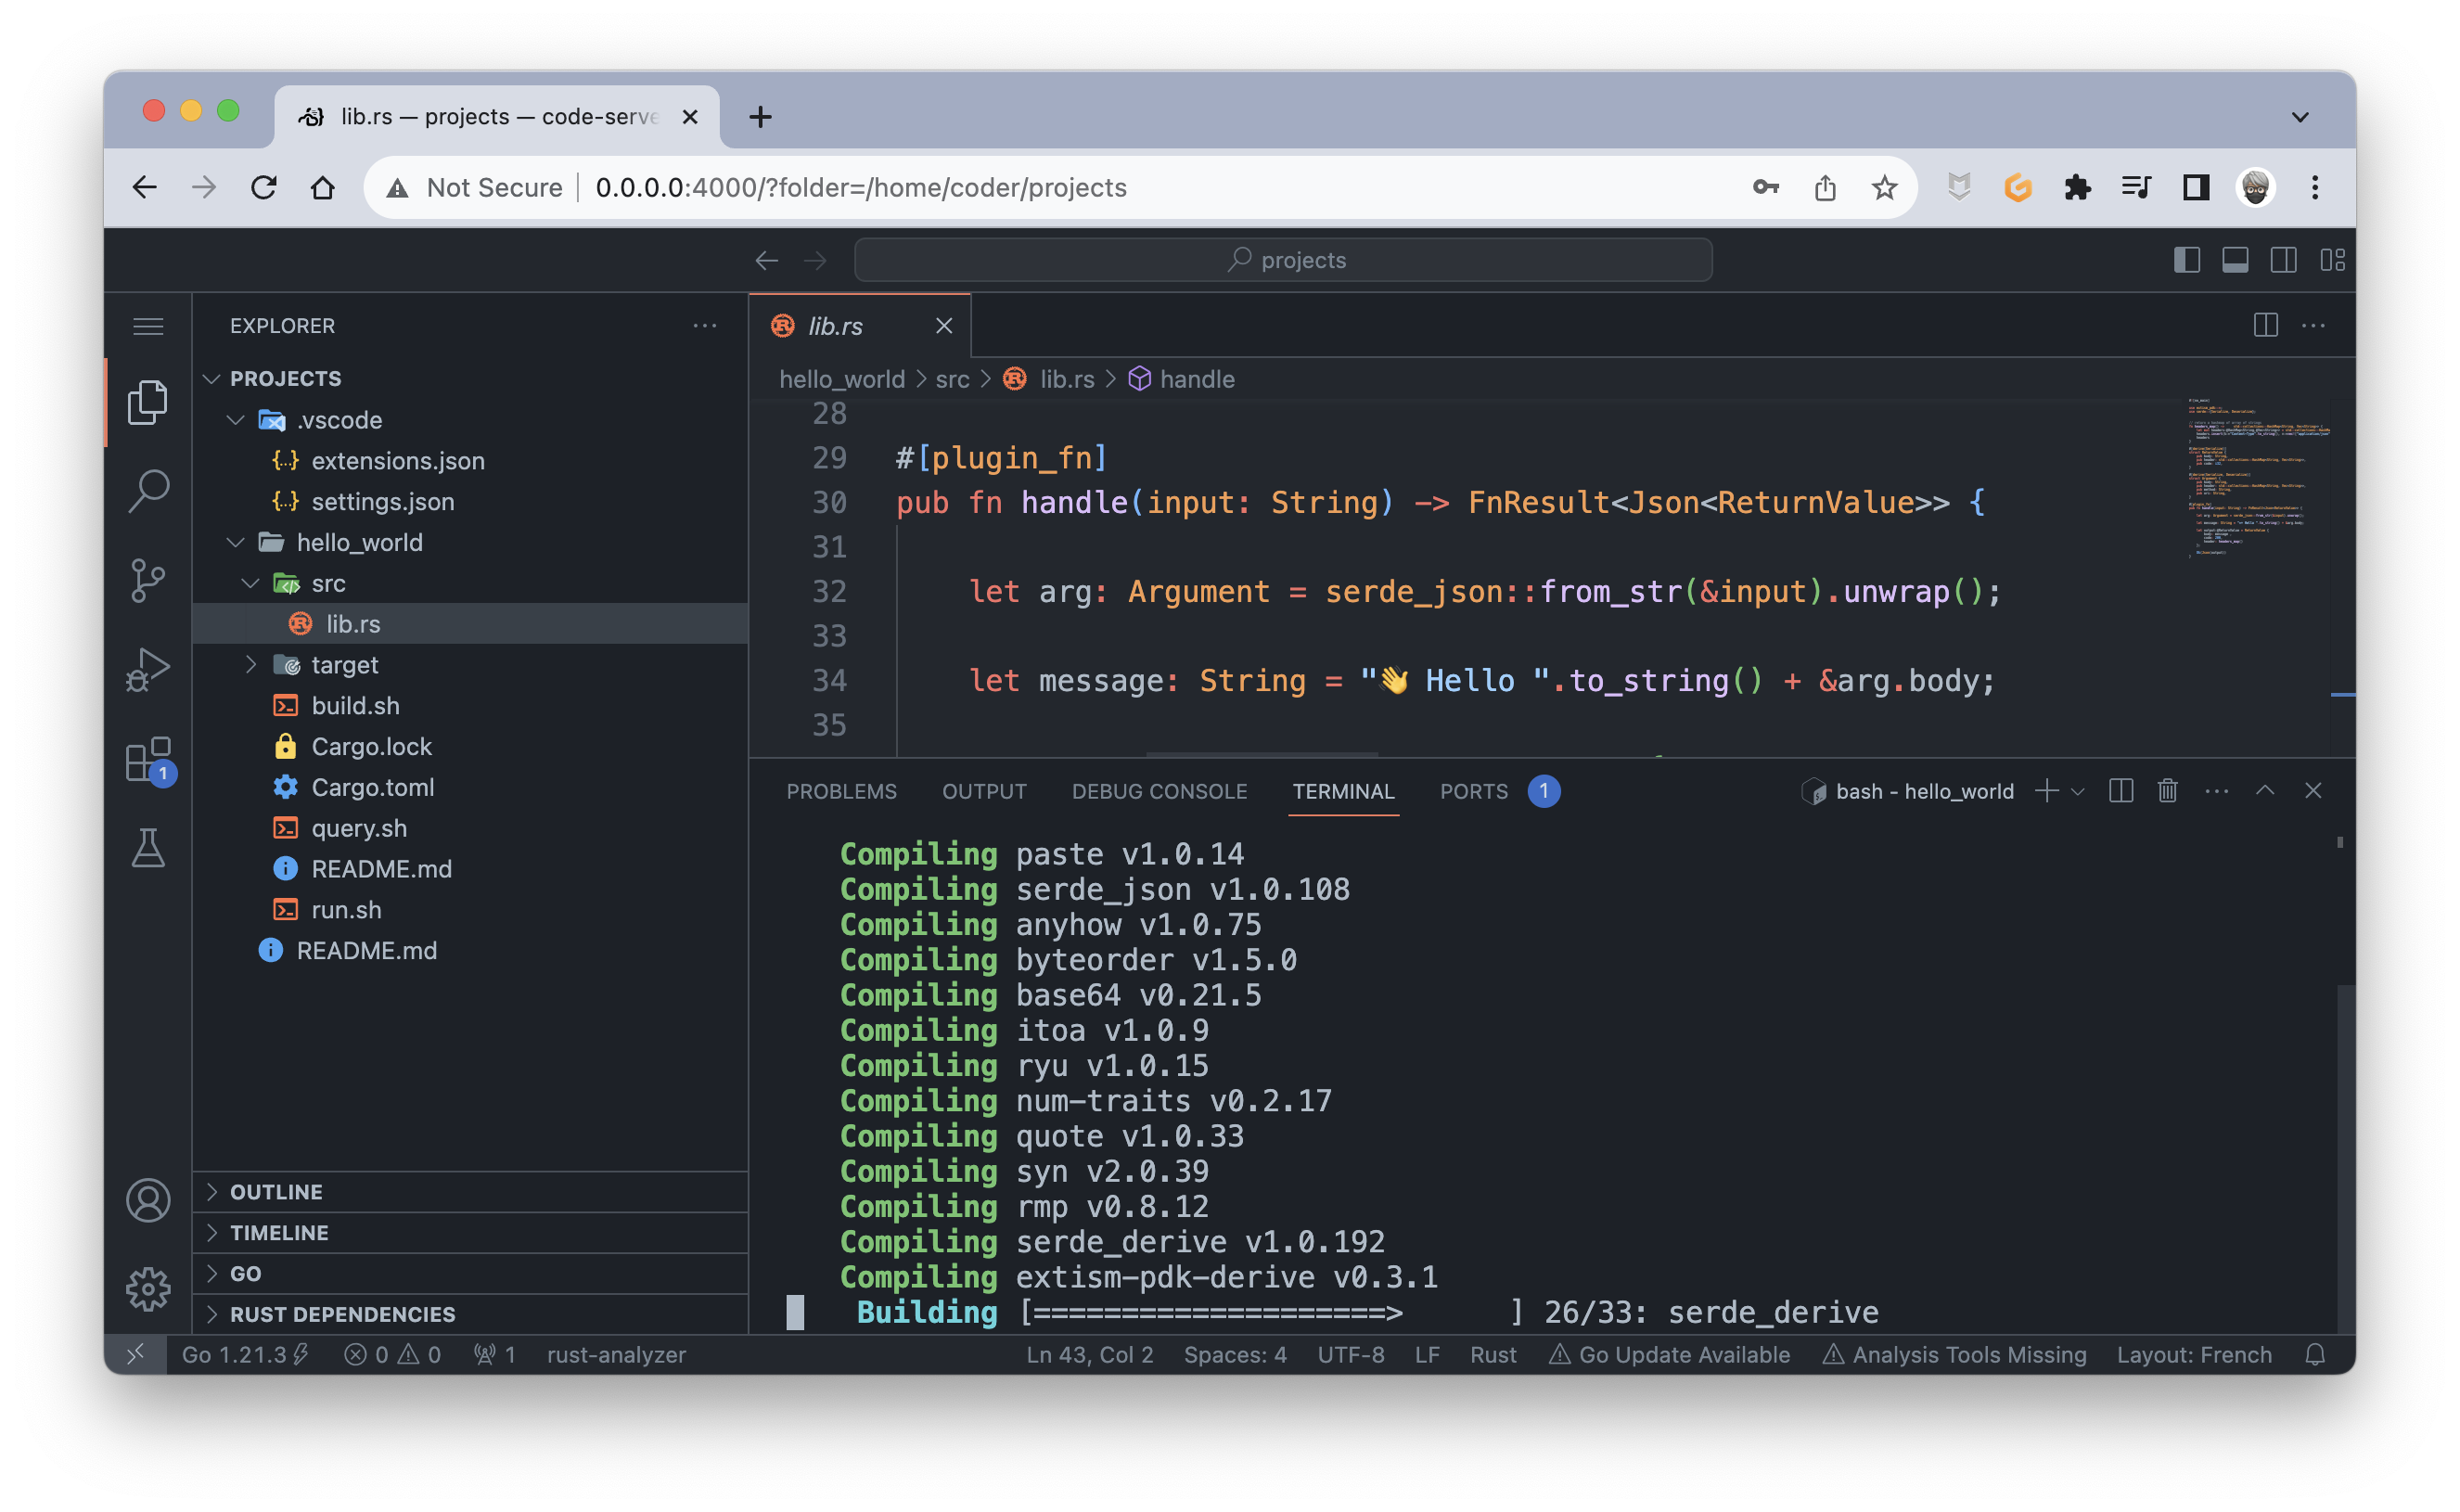 lib.rs — projects — code-serve
Not Secure
0.0.0.0:4000/?folder=/home/coder/projects
projects
EXPLORER
PROJECTS
.vscode
extensions.json
settings.json
hello_world
src
lib.rs
target
build.sh
Cargo.lock
Cargo.toml
query.sh
README.md
run.sh
README.md
OUTLINE
TIMELINE
GO
RUST DEPENDENCIES
1
lib.rs
hello_world > src > lib.rs > handle
28
29 #[plugin_fn]
30 pub fn handle(input: String) -> FnResult<Json<ReturnValue>> {
31
32 let arg: Argument = serde_json::from_str(&input).unwrap();
33
34 let message: String = "👋 Hello ".to_string() + &arg.body;
35
PROBLEMS OUTPUT DEBUG CONSOLE TERMINAL PORTS 1 bash - hello_world
Compiling paste v1.0.14
Compiling serde_json v1.0.108
Compiling anyhow v1.0.75
Compiling byteorder v1.5.0
Compiling base64 v0.21.5
Compiling itoa v1.0.9
Compiling ryu v1.0.15
Compiling num-traits v0.2.17
Compiling quote v1.0.33
Compiling syn v2.0.39
Compiling rmp v0.8.12
Compiling serde_derive v1.0.192
Compiling extism-pdk-derive v0.3.1
Building [====================>      ] 26/33: serde_derive
Go 1.21.3 0 0 1 rust-analyzer Ln 43, Col 2 Spaces: 4 UTF-8 LF Rust Go Update Available Analysis Tools Missing Layout: French